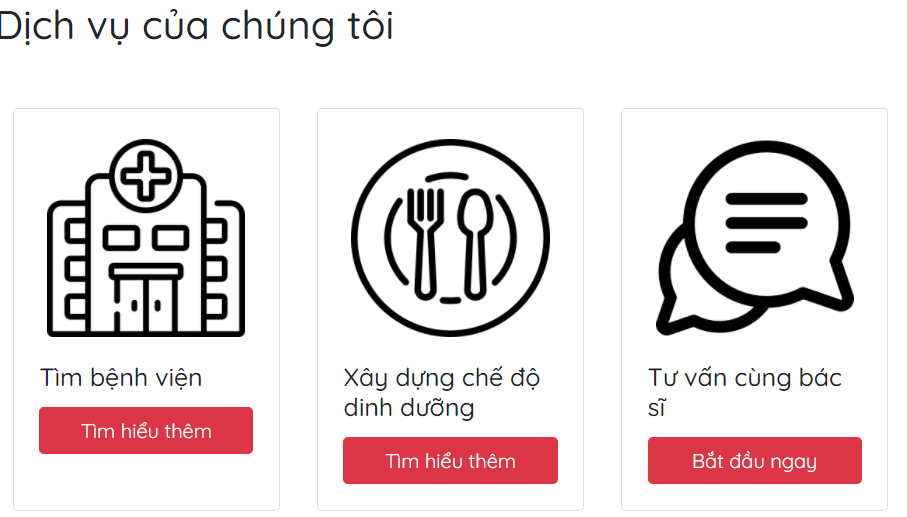 Dịch vụ của chúng tôi
Tìm bệnh viện
Tìm hiểu thêm
Xây dựng chế độ
dinh dưỡng
Tìm hiểu thêm
Tư vấn cùng bác
sĩ
Bắt đầu ngay